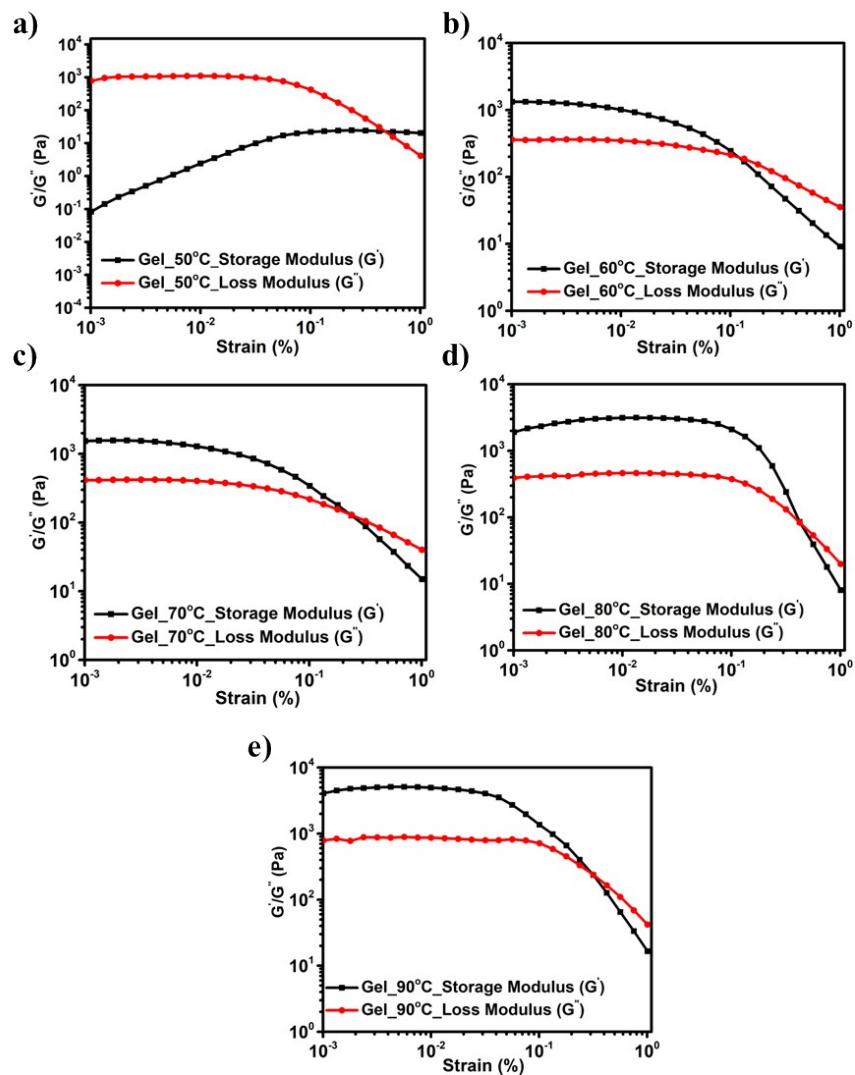 a)
10⁴
10³
10²
10¹
10⁰
10⁻¹
10⁻²
10⁻³
10⁻⁴
G'/G'' (Pa)
Gel_50°C_Storage Modulus (G')
Gel_50°C_Loss Modulus (G'')
10⁻³ 10⁻² 10⁻¹ 10⁰
Strain (%)
b)
10⁴
10³
10²
10¹
10⁰
G'/G'' (Pa)
Gel_60°C_Storage Modulus (G')
Gel_60°C_Loss Modulus (G'')
10⁻³ 10⁻² 10⁻¹ 10⁰
Strain (%)
c)
10⁴
10³
10²
10¹
10⁰
G'/G'' (Pa)
Gel_70°C_Storage Modulus (G')
Gel_70°C_Loss Modulus (G'')
10⁻³ 10⁻² 10⁻¹ 10⁰
Strain (%)
d)
10⁴
10³
10²
10¹
10⁰
G'/G'' (Pa)
Gel_80°C_Storage Modulus (G')
Gel_80°C_Loss Modulus (G'')
10⁻³ 10⁻² 10⁻¹ 10⁰
Strain (%)
e)
10⁴
10³
10²
10¹
10⁰
G'/G'' (Pa)
Gel_90°C_Storage Modulus (G')
Gel_90°C_Loss Modulus (G'')
10⁻³ 10⁻² 10⁻¹ 10⁰
Strain (%)